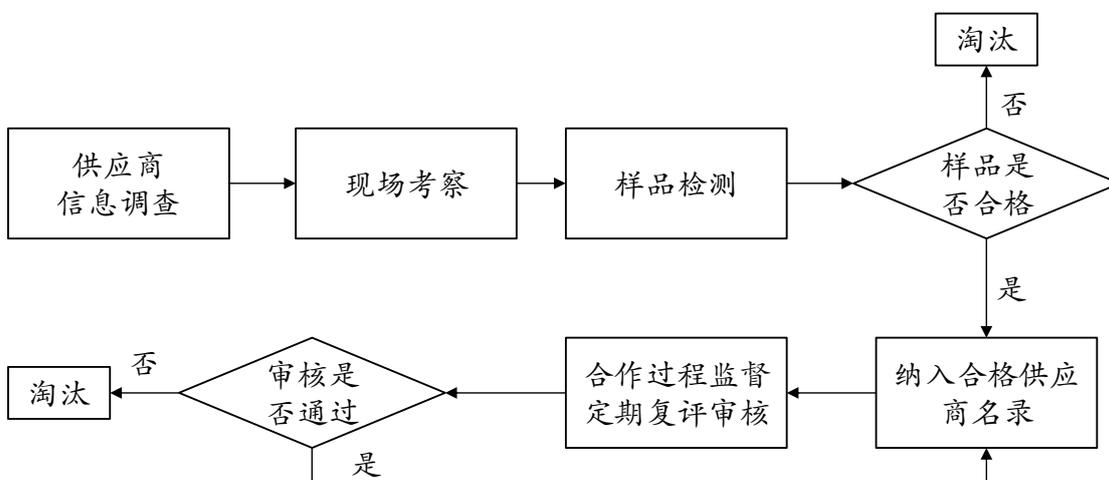 淘汰
否
供应商
信息调查
现场考察
样品检测
样品是
否合格
是
淘汰
否
审核是
否通过
合作过程监督
定期复评审核
纳入合格供应
商名录
是